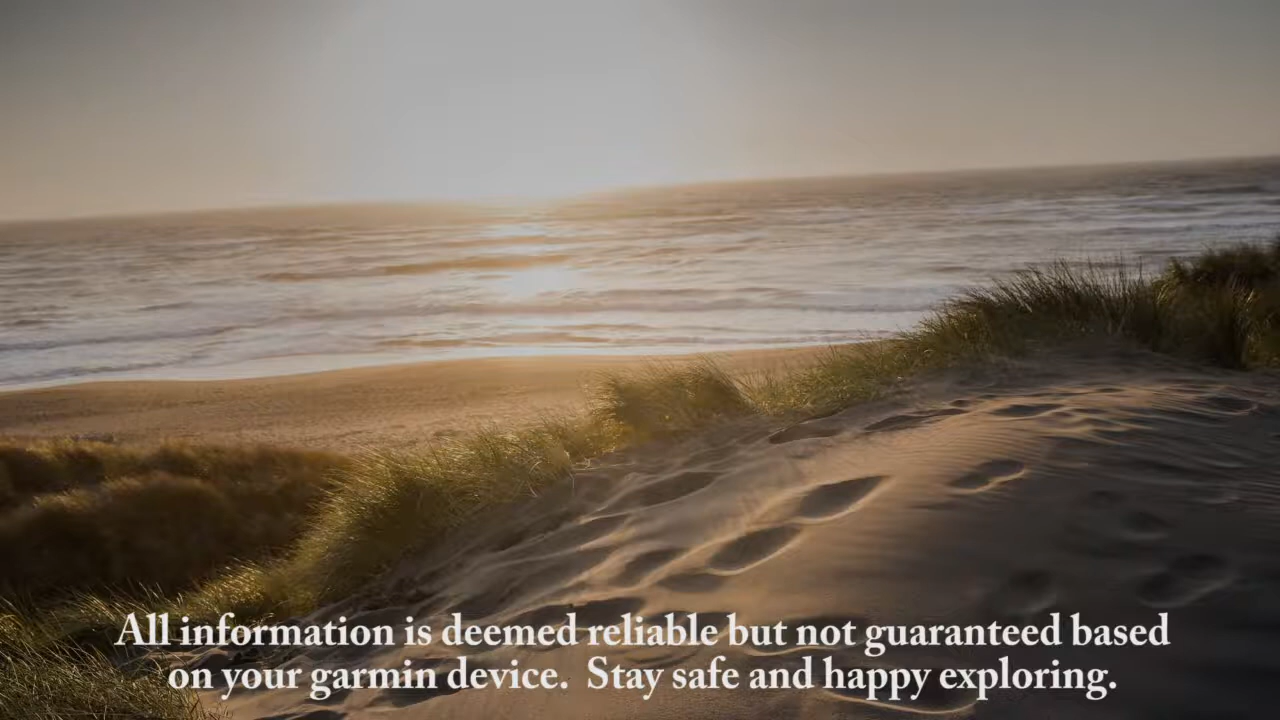 All information is deemed reliable but not guaranteed based
on your garmin device.  Stay safe and happy exploring.